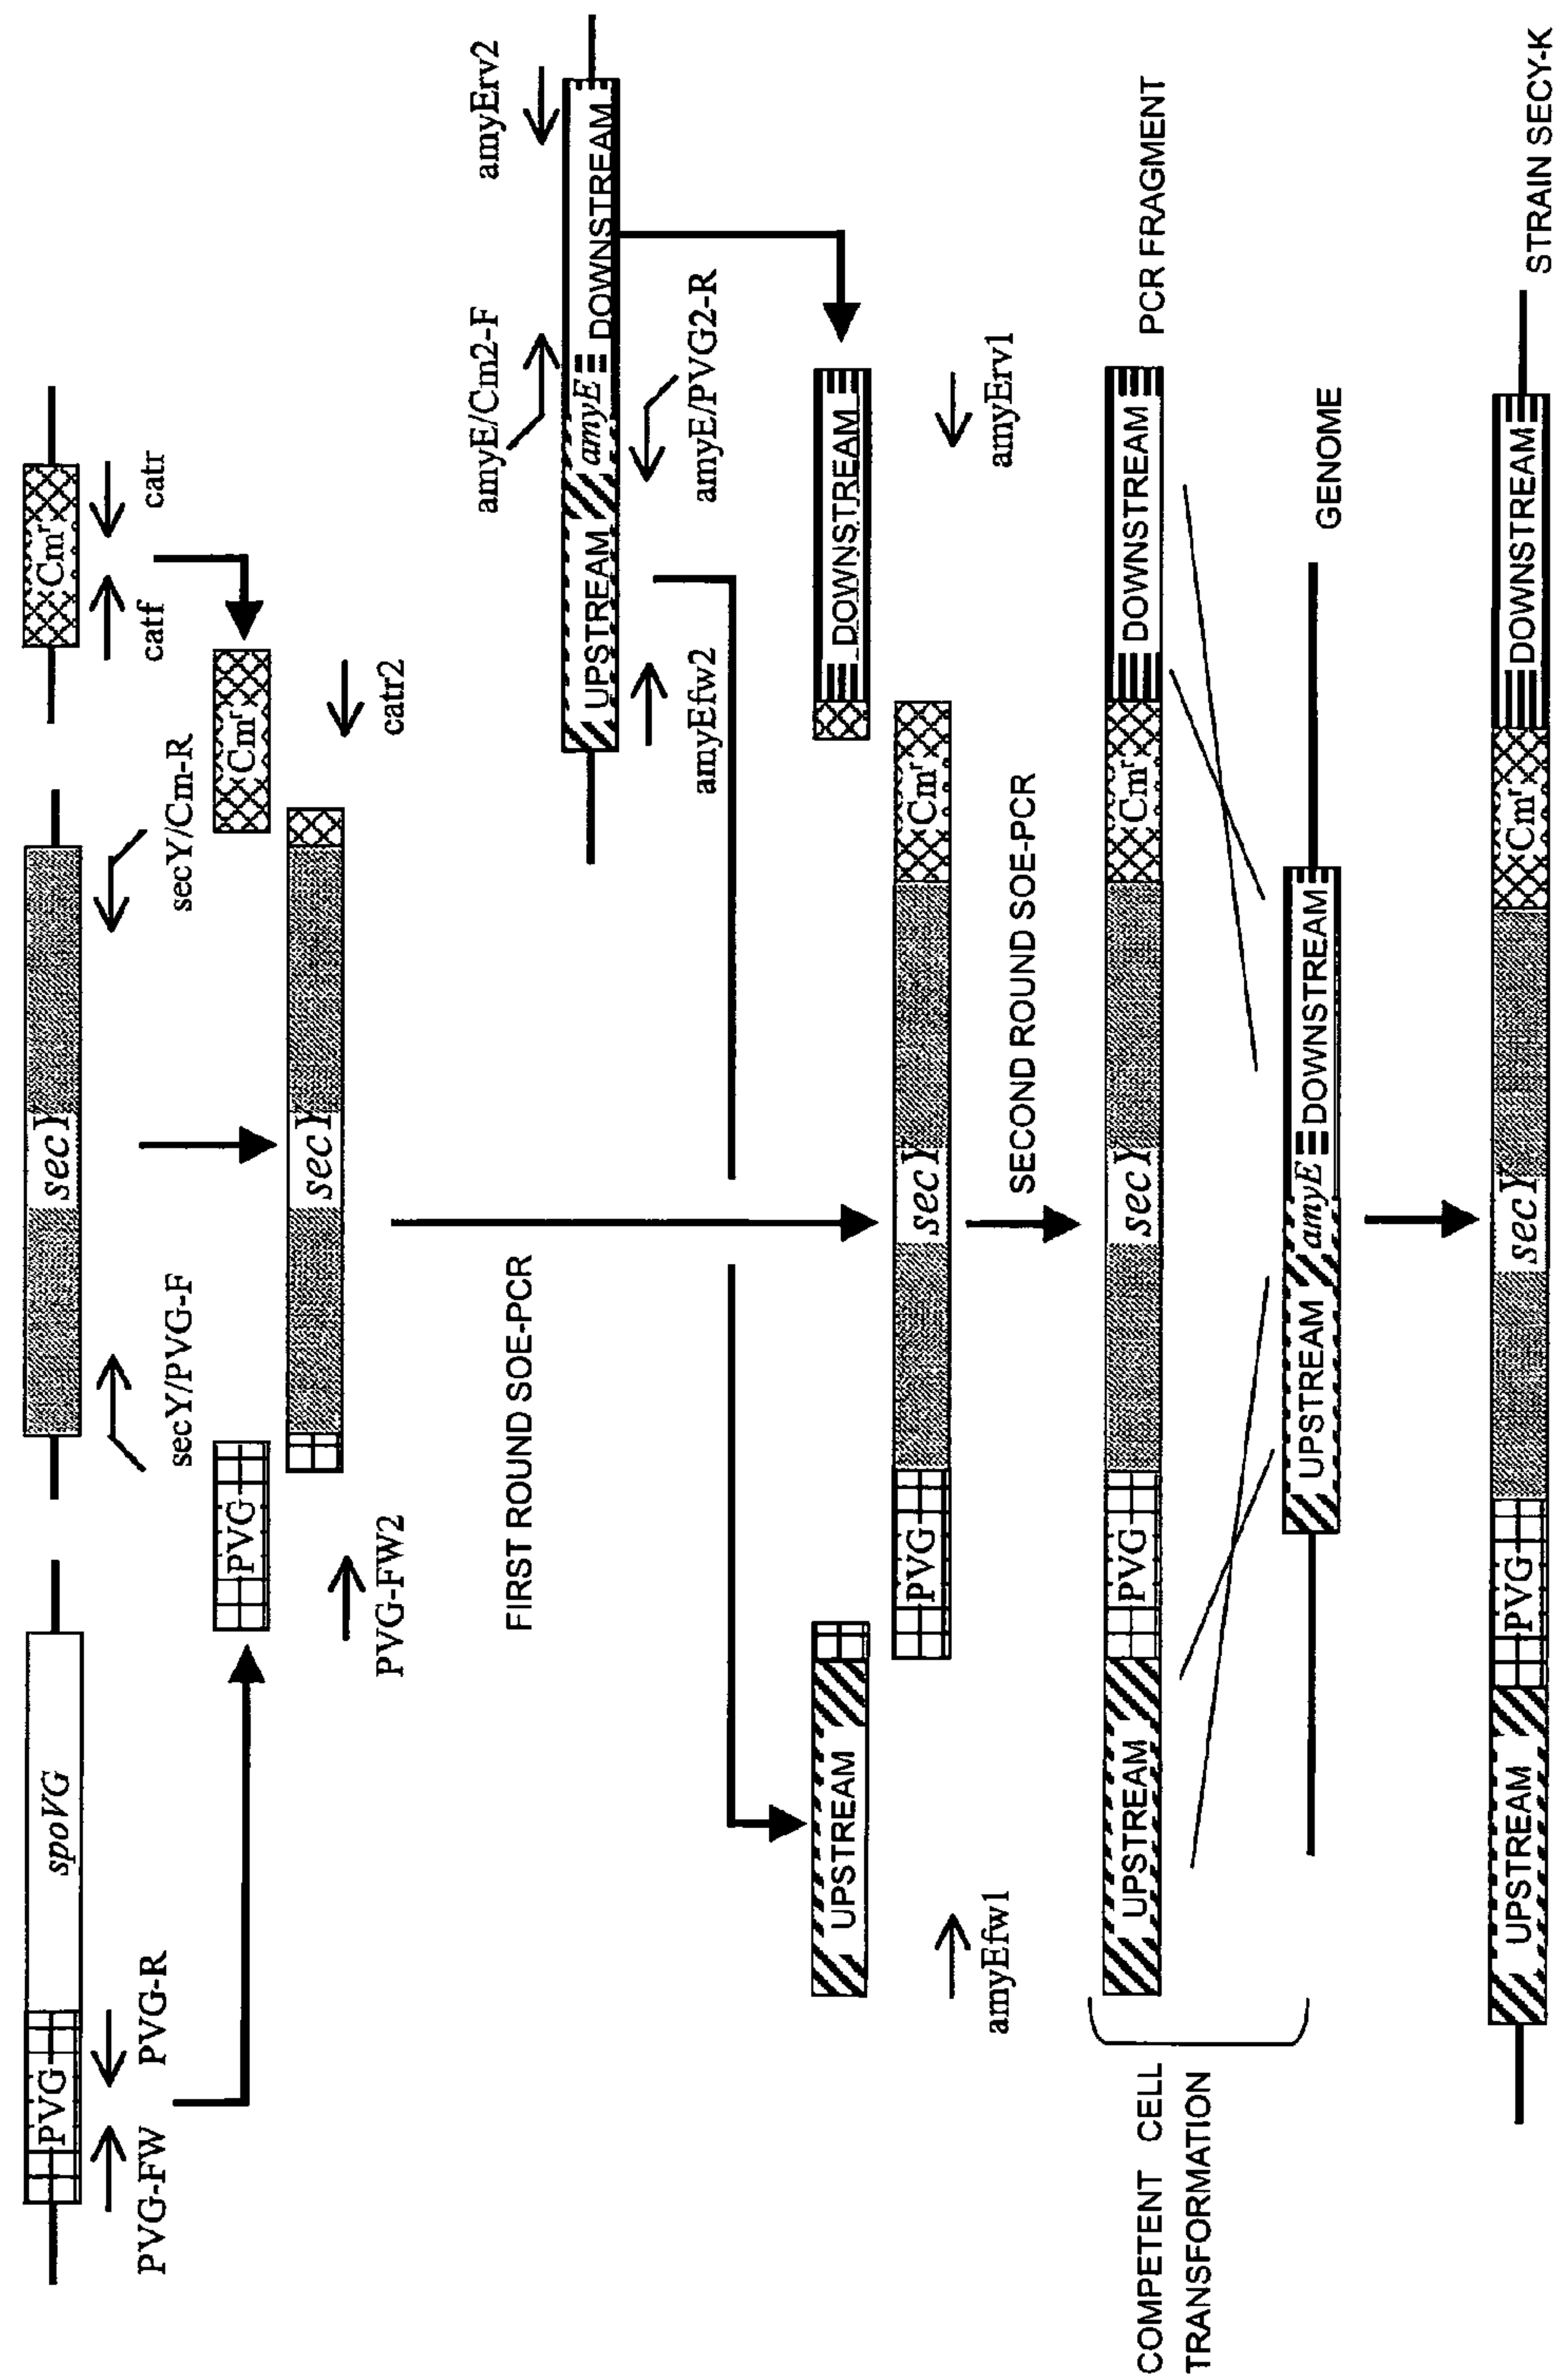 PVG
spoVG
secY
Cmʳ
PVG-FW
PVG-R
secY/PVG-F
secY/Cm-R
catf
catr
PVG
Cmʳ
secY
PVG-FW2
catr2
FIRST ROUND SOE-PCR
amyE/Cm2-F
amyErv2
UPSTREAM
amyE
DOWNSTREAM
amyEfw2
amyE/PVG2-R
UPSTREAM
DOWNSTREAM
PVG
secY
Cmʳ
amyEfw1
amyErv1
SECOND ROUND SOE-PCR
UPSTREAM
PVG
secY
Cmʳ
DOWNSTREAM
PCR FRAGMENT
COMPETENT CELL
TRANSFORMATION
UPSTREAM
amyE
DOWNSTREAM
GENOME
UPSTREAM
PVG
secY
Cmʳ
DOWNSTREAM
STRAIN SECY-K